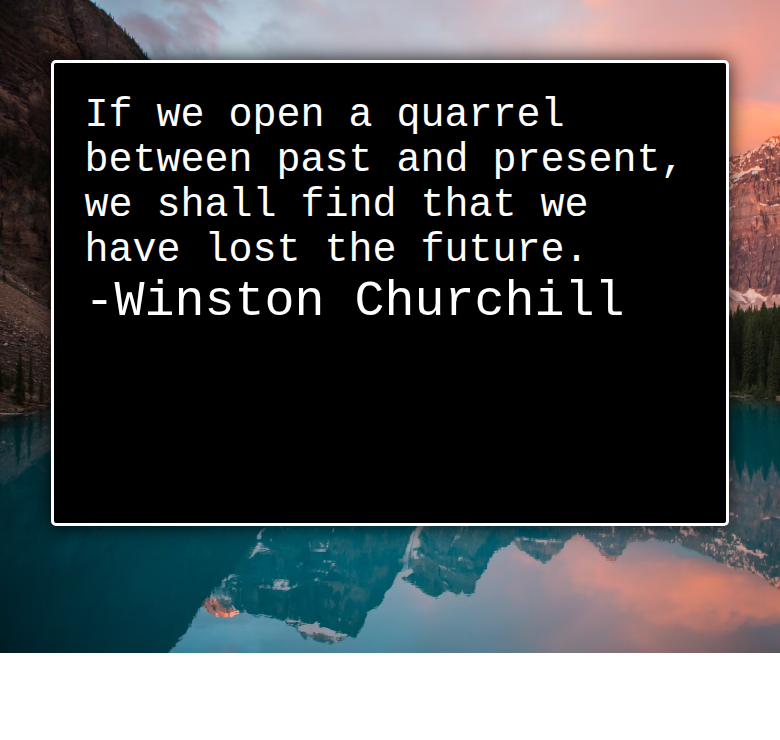 If we open a quarrel
between past and present,
we shall find that we
have lost the future.
-Winston Churchill